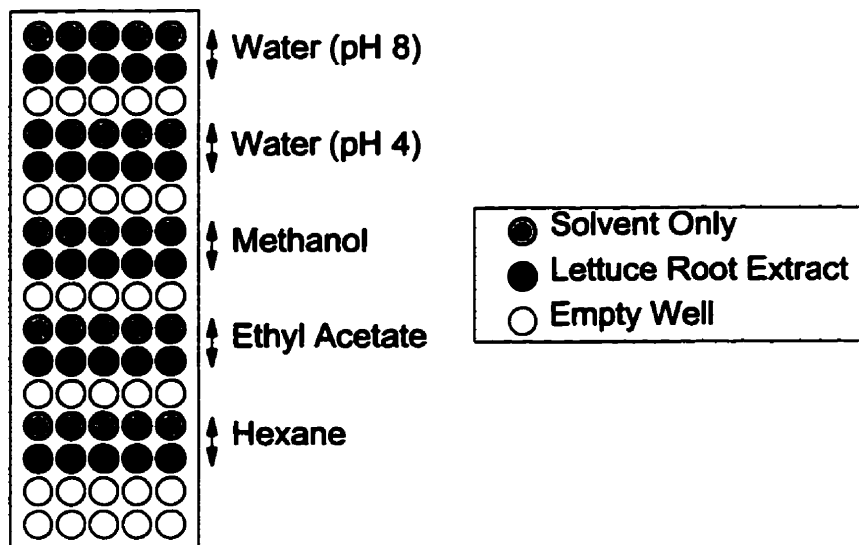 Water (pH 8)
Water (pH 4)
Methanol
Ethyl Acetate
Hexane
Solvent Only
Lettuce Root Extract
Empty Well